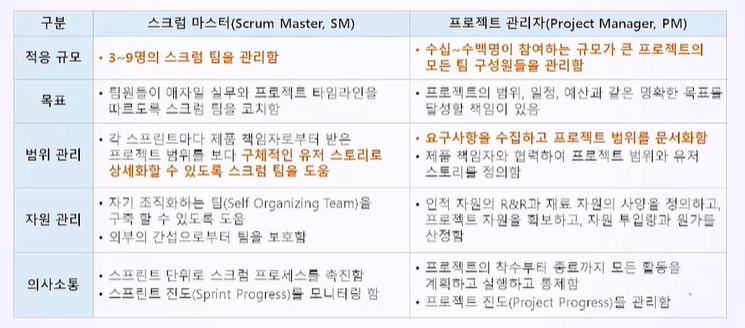 구분
스크럼 마스터(Scrum Master, SM)
프로젝트 관리자(Project Manager, PM)
적응 규모
• 3~9명의 스크럼 팀을 관리함
• 수십~수백명이 참여하는 규모가 큰 프로젝트의
모든 팀 구성원들을 관리함
목표
• 팀원들이 애자일 실무와 프로젝트 타임라인을
따르도록 스크럼 팀을 코치함
• 프로젝트의 범위, 일정, 예산과 같은 명확한 목표를
달성할 책임이 있음
범위 관리
• 각 스프린트마다 제품 책임자로부터 받은
프로젝트 범위를 보다 구체적인 유저 스토리로
상세화할 수 있도록 스크럼 팀을 도움
• 요구사항을 수집하고 프로젝트 범위를 문서화함
• 제품 책임자와 협력하여 프로젝트 범위와 유저
스토리를 정의함
자원 관리
• 자기 조직화하는 팀(Self Organizing Team)을
구축 할 수 있도록 도움
• 외부의 간섭으로부터 팀을 보호함
• 인적 자원의 R&R과 재료 자원의 사양을 정의하고,
프로젝트 자원을 확보하고, 자원 투입량과 원가를
산정함
의사소통
• 스프린트 단위로 스크럼 프로세스를 촉진함
• 스프린트 진도(Sprint Progress)를 모니터링 함
• 프로젝트의 착수부터 종료까지 모든 활동을
계획하고 실행하고 통제함
• 프로젝트 진도(Project Progress)를 관리함